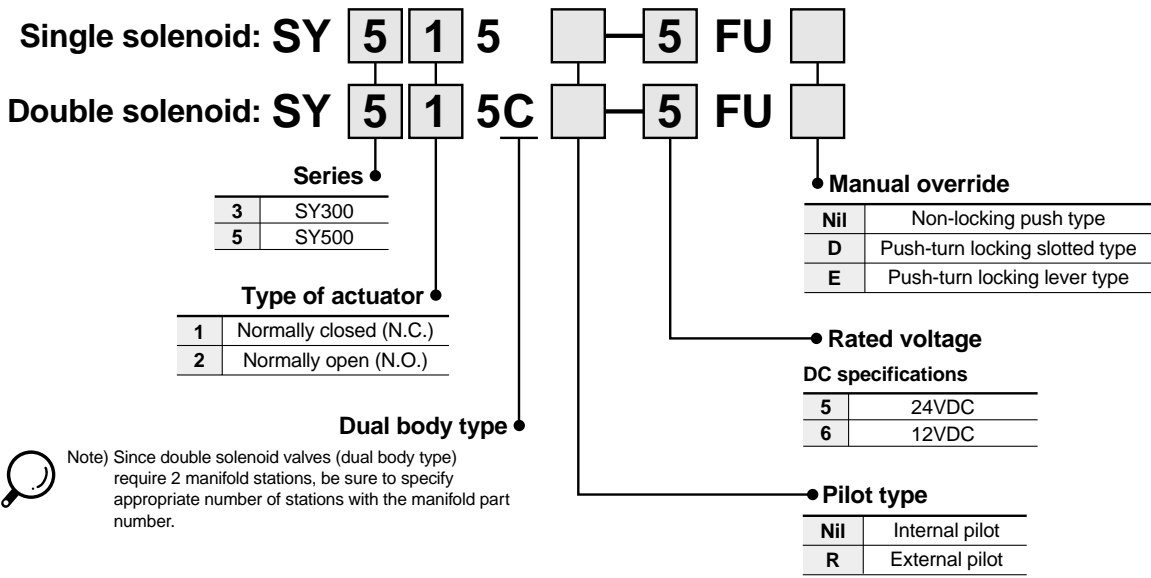 Single solenoid: SY 5 1 5 5 FU
Double solenoid: SY 5 1 5C 5 FU
Series
3 SY300
5 SY500
Type of actuator
1 Normally closed (N.C.)
2 Normally open (N.O.)
Dual body type
Note) Since double solenoid valves (dual body type)
require 2 manifold stations, be sure to specify
appropriate number of stations with the manifold part
number.
Manual override
Nil Non-locking push type
D Push-turn locking slotted type
E Push-turn locking lever type
Rated voltage
DC specifications
5 24VDC
6 12VDC
Pilot type
Nil Internal pilot
R External pilot